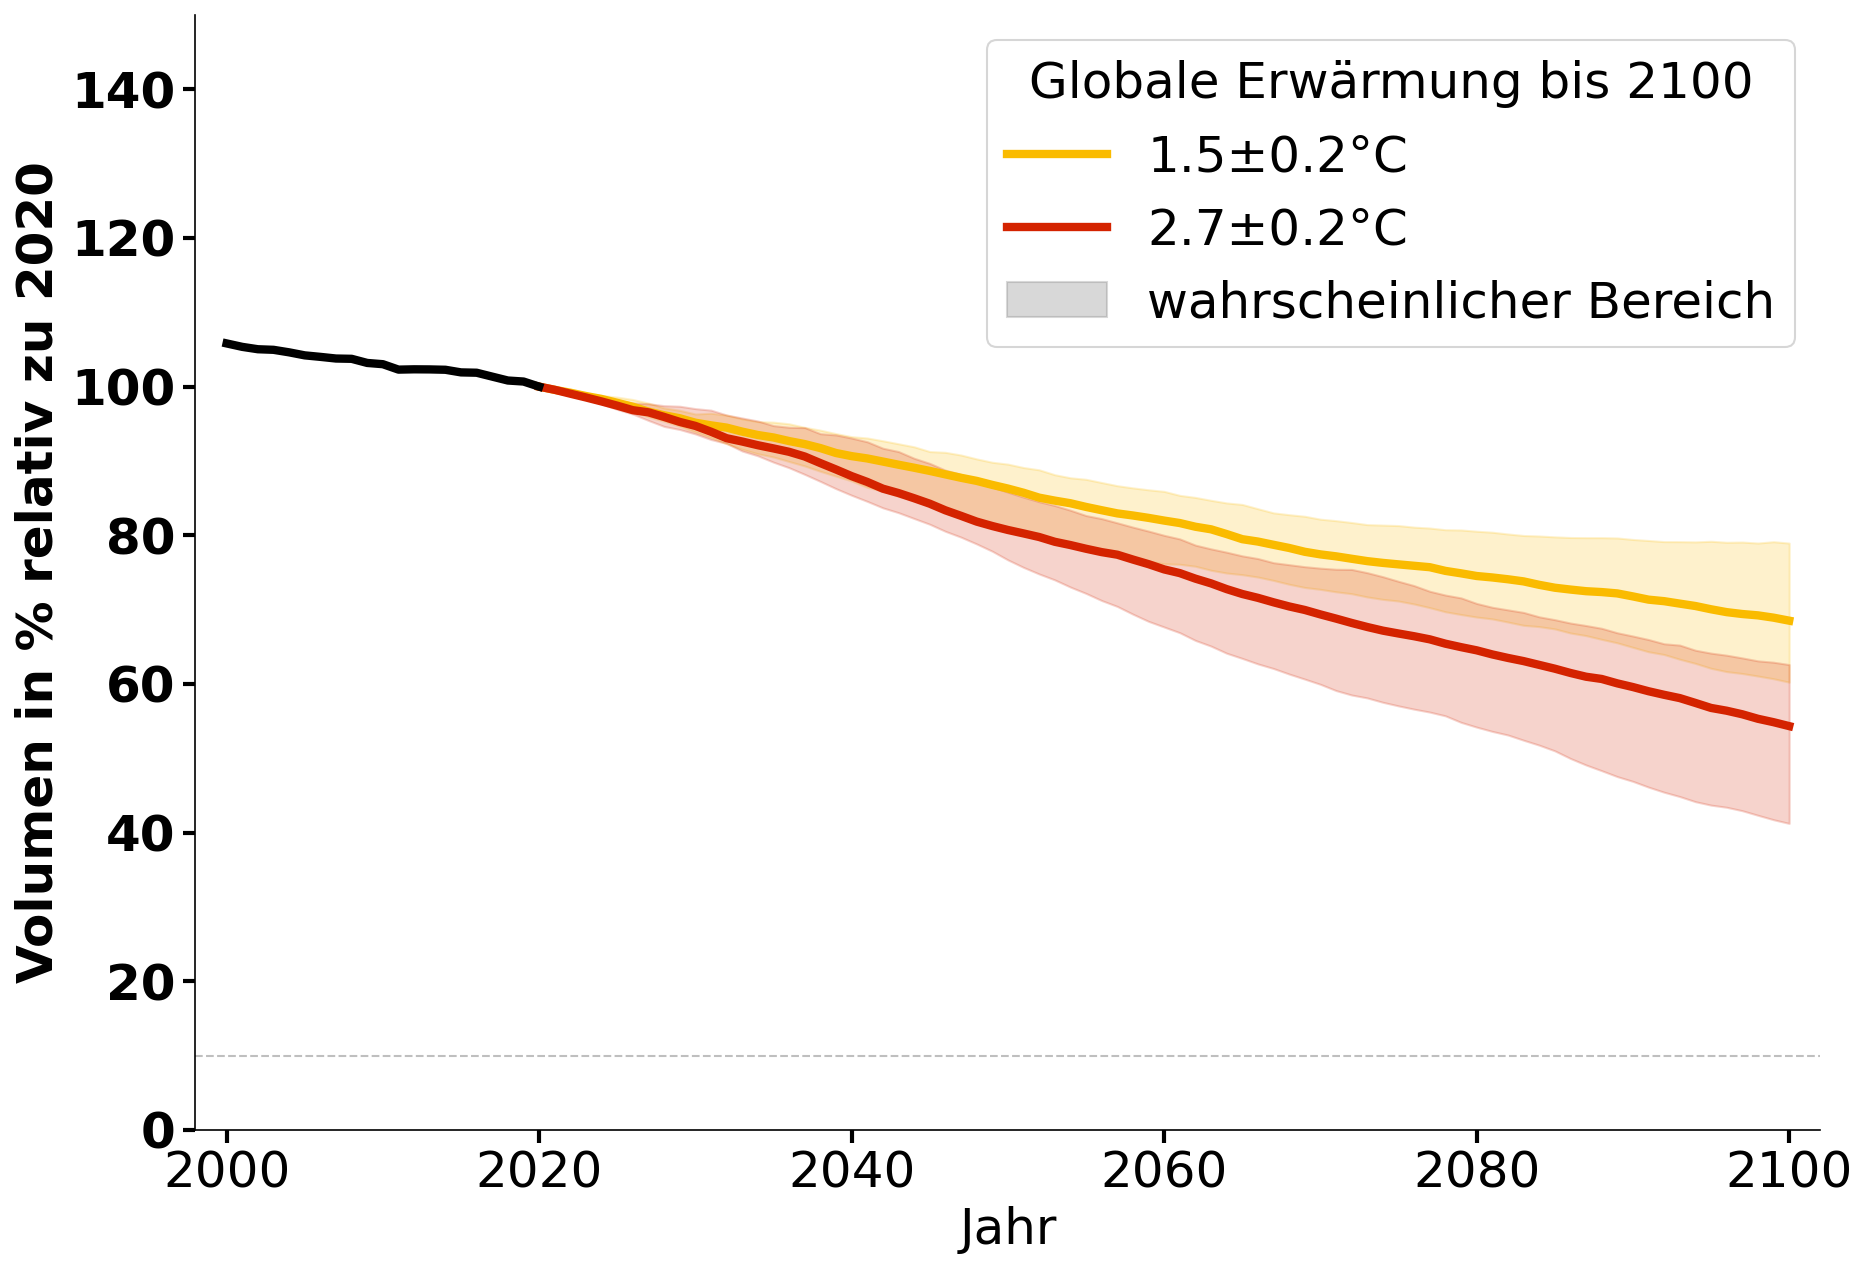 Volumen in % relativ zu 2020
140
120
100
80
60
40
20
0
Globale Erwärmung bis 2100
1.5±0.2°C
2.7±0.2°C
wahrscheinlicher Bereich
2000 2020 2040 2060 2080 2100
Jahr